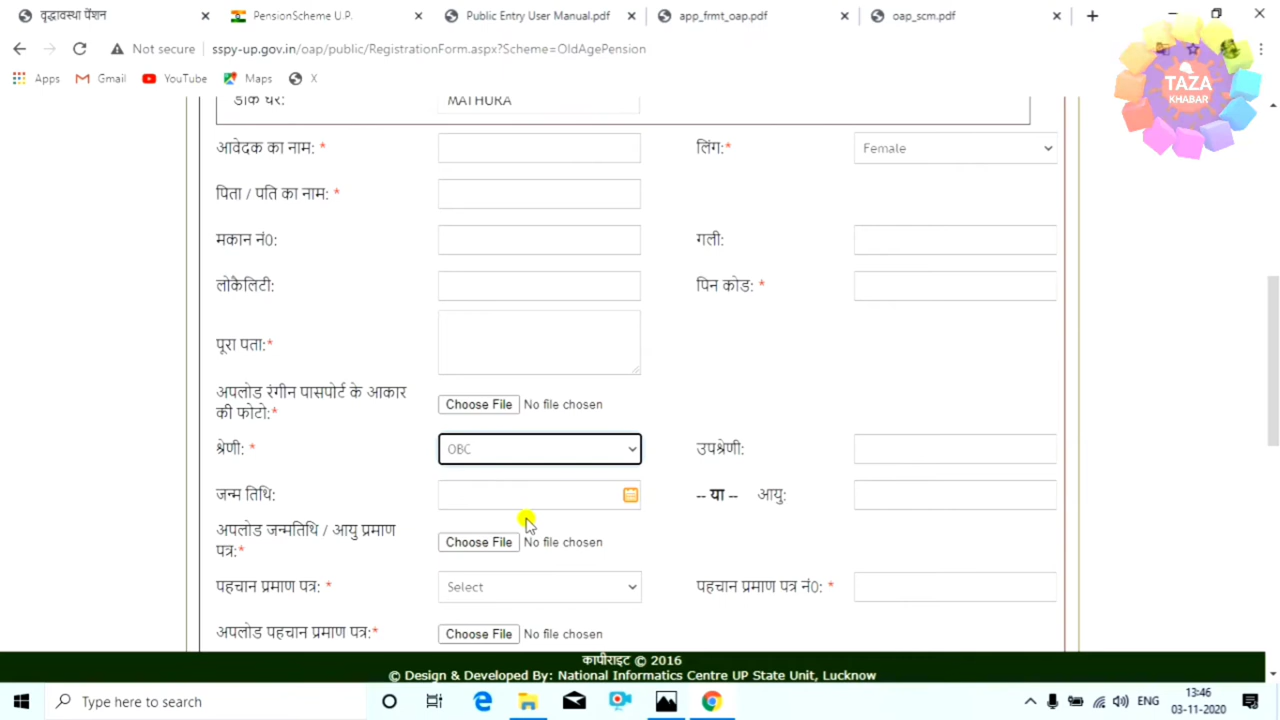 वृद्धावस्था पेंशन
PensionScheme U.P.
Public Entry User Manual.pdf
app_frmt_oap.pdf
oap_scm.pdf
Not secure
sspy-up.gov.in/oap/public/RegistrationForm.aspx?Scheme=OldAgePension
Apps Gmail YouTube Maps X
TAZA
KHABAR
डाक घर: MATHURA
आवेदक का नाम: * लिंग:* Female
पिता / पति का नाम: *
मकान नं0: गली:
लोकैलिटी: पिन कोड: *
पूरा पता:*
अपलोड रंगीन पासपोर्ट के आकार
की फोटो:* Choose File No file chosen
श्रेणी: * OBC उपश्रेणी:
जन्म तिथि: -- या -- आयु:
अपलोड जन्मतिथि / आयु प्रमाण
पत्र:* Choose File No file chosen
पहचान प्रमाण पत्र: * Select पहचान प्रमाण पत्र नं0: *
अपलोड पहचान प्रमाण पत्र:* Choose File No file chosen
कापीराइट © 2016
© Design & Developed By: National Informatics Centre UP State Unit, Lucknow
Type here to search
ENG
13:46
03-11-2020